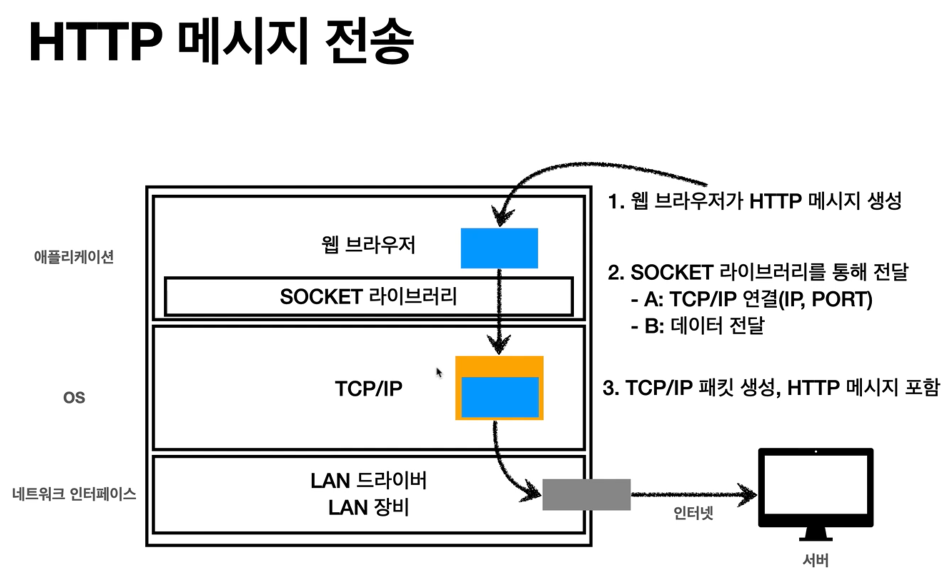 HTTP 메시지 전송
1. 웹 브라우저가 HTTP 메시지 생성
애플리케이션
웹 브라우저
SOCKET 라이브러리
2. SOCKET 라이브러리를 통해 전달
- A: TCP/IP 연결(IP, PORT)
- B: 데이터 전달
OS
TCP/IP
3. TCP/IP 패킷 생성, HTTP 메시지 포함
네트워크 인터페이스
LAN 드라이버
LAN 장비
인터넷
서버